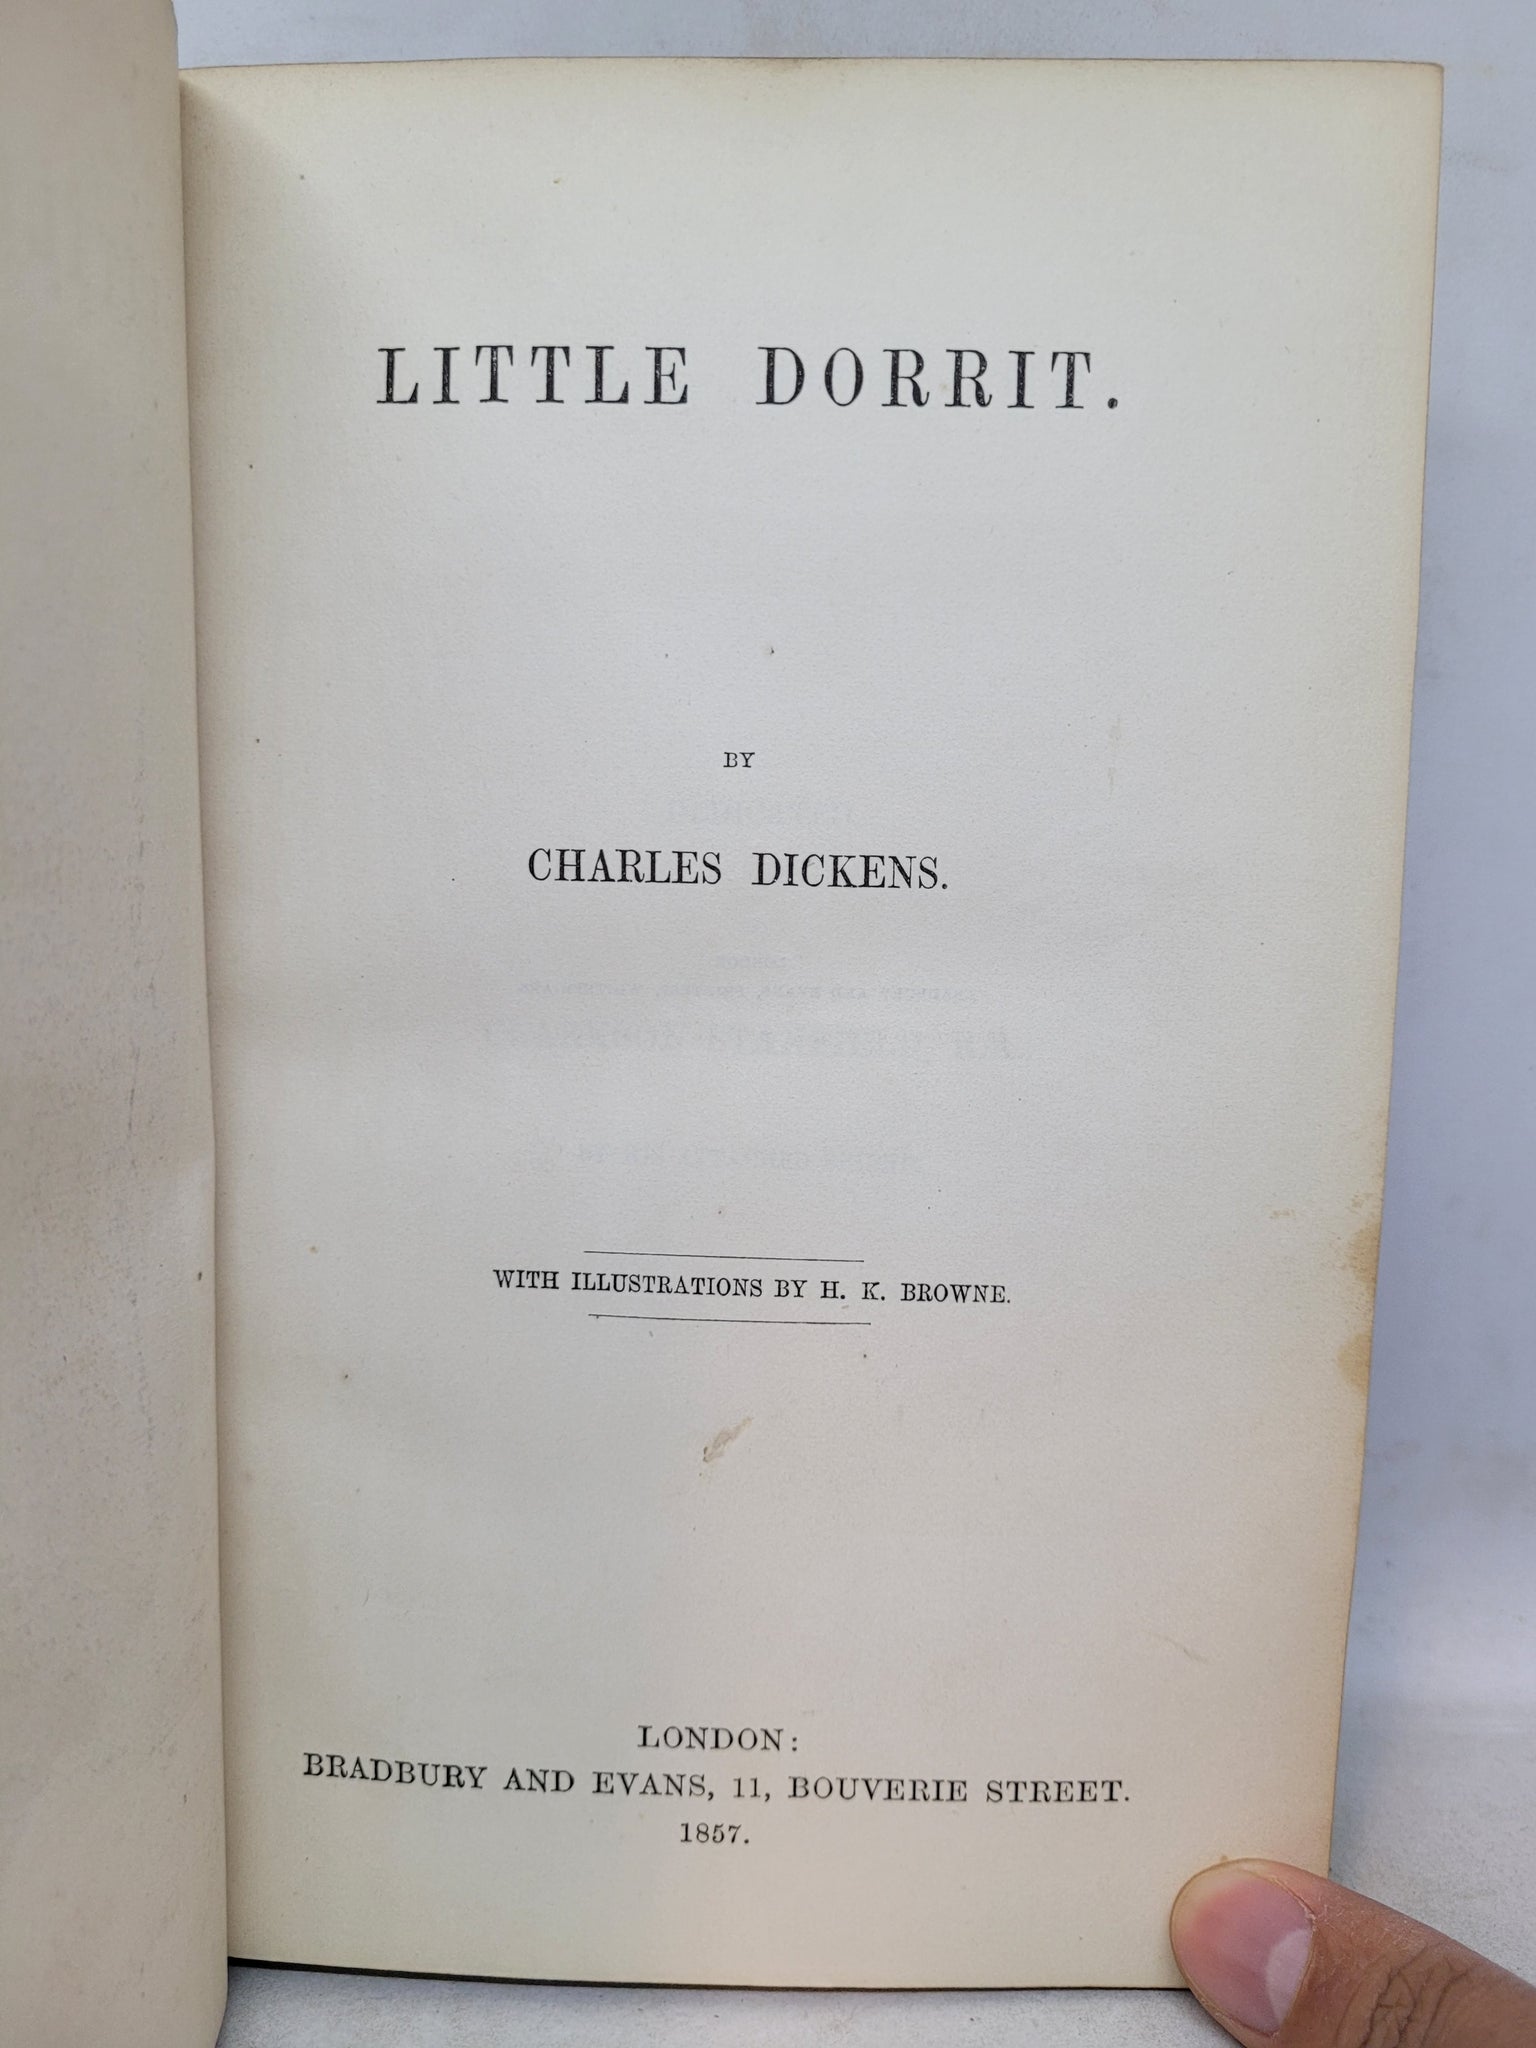 LITTLE DORRIT.
BY
CHARLES DICKENS.
WITH ILLUSTRATIONS BY H. K. BROWNE.
LONDON:
BRADBURY AND EVANS, 11, BOUVERIE STREET.
1857.